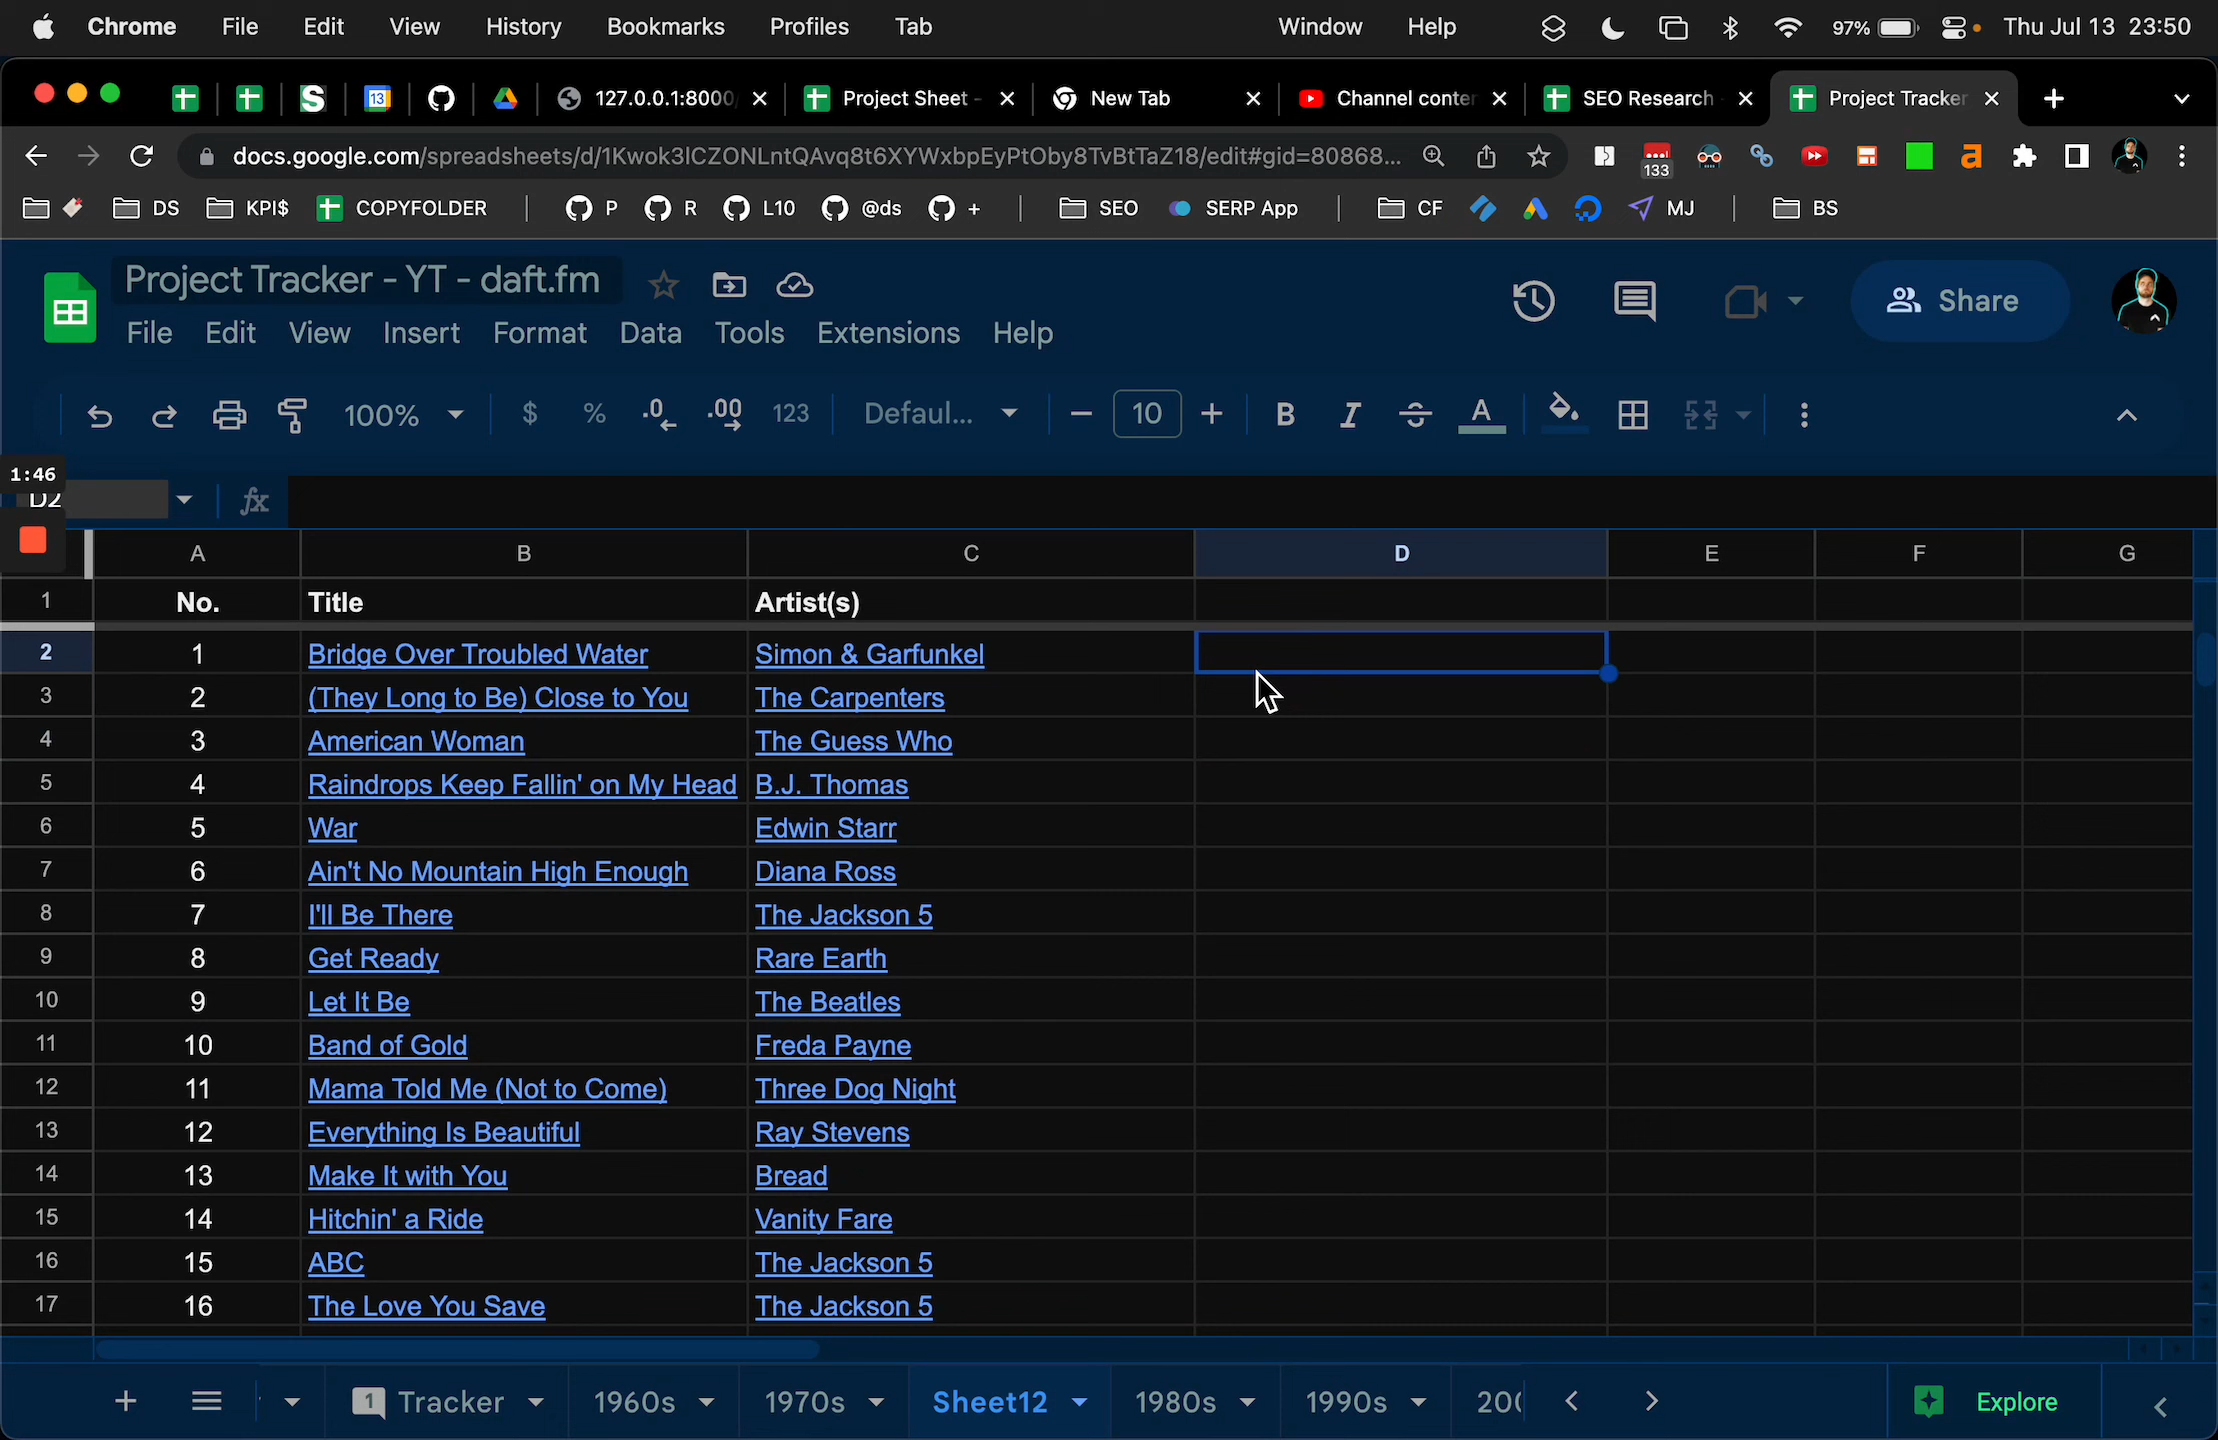 Chrome File Edit View History Bookmarks Profiles Tab Window Help 97% Thu Jul 13 23:50
13 127.0.0.1:8000 Project Sheet - New Tab Channel conter SEO Research Project Tracker
docs.google.com/spreadsheets/d/1Kwok3lCZONLntQAvq8t6XYWxbpEyPtOby8TvBtTaZ18/edit#gid=80868... 133
DS KPI$ COPYFOLDER P R L10 @ds + SEO SERP App CF MJ BS
Project Tracker - YT - daft.fm
File Edit View Insert Format Data Tools Extensions Help
Share
100% $ % .0 .00 123 Defaul... 10 B I S A
1:46
D2 fx
A B C D E F G
1 No. Title Artist(s)
2 1 Bridge Over Troubled Water Simon & Garfunkel
3 2 (They Long to Be) Close to You The Carpenters
4 3 American Woman The Guess Who
5 4 Raindrops Keep Fallin' on My Head B.J. Thomas
6 5 War Edwin Starr
7 6 Ain't No Mountain High Enough Diana Ross
8 7 I'll Be There The Jackson 5
9 8 Get Ready Rare Earth
10 9 Let It Be The Beatles
11 10 Band of Gold Freda Payne
12 11 Mama Told Me (Not to Come) Three Dog Night
13 12 Everything Is Beautiful Ray Stevens
14 13 Make It with You Bread
15 14 Hitchin' a Ride Vanity Fare
16 15 ABC The Jackson 5
17 16 The Love You Save The Jackson 5
1 Tracker 1960s 1970s Sheet12 1980s 1990s 200 Explore